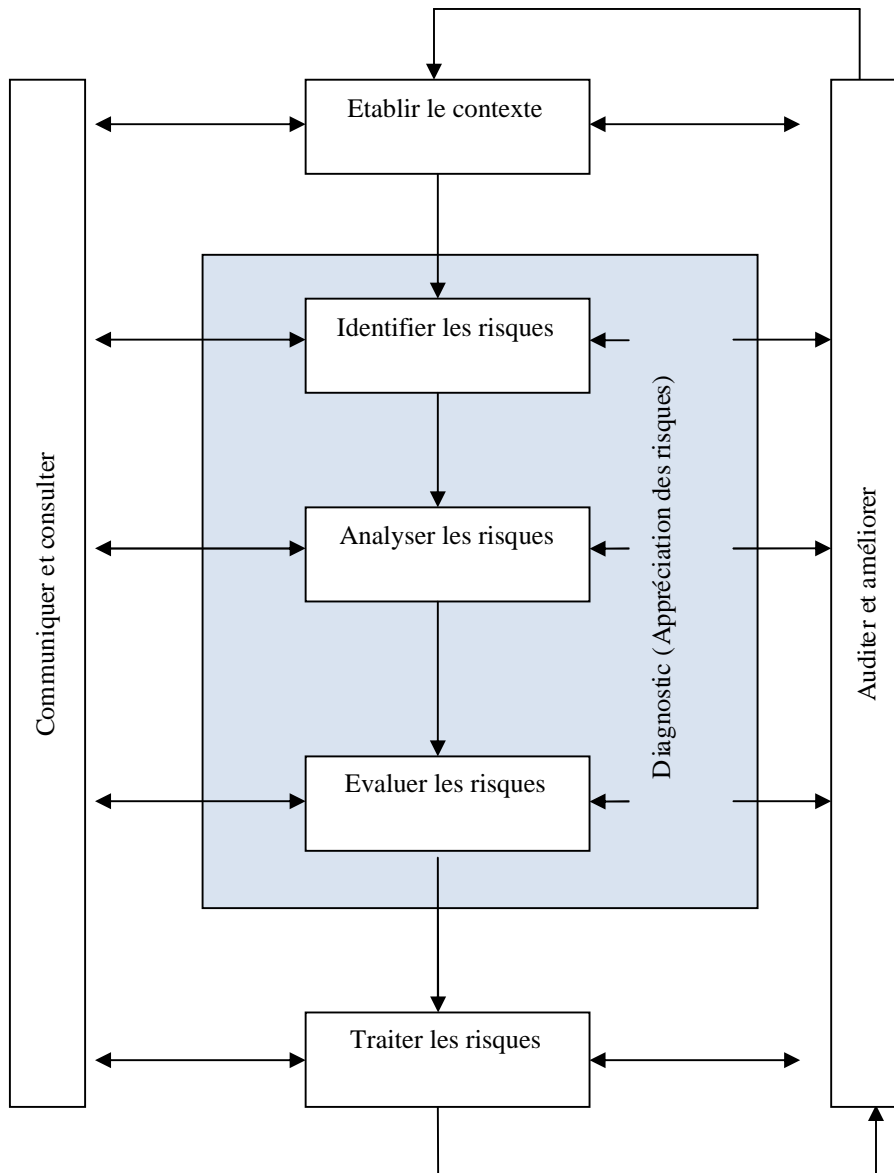 Etablir le contexte
Identifier les risques
Analyser les risques
Evaluer les risques
Traiter les risques
Communiquer et consulter
Diagnostic (Appréciation des risques)
Auditer et améliorer